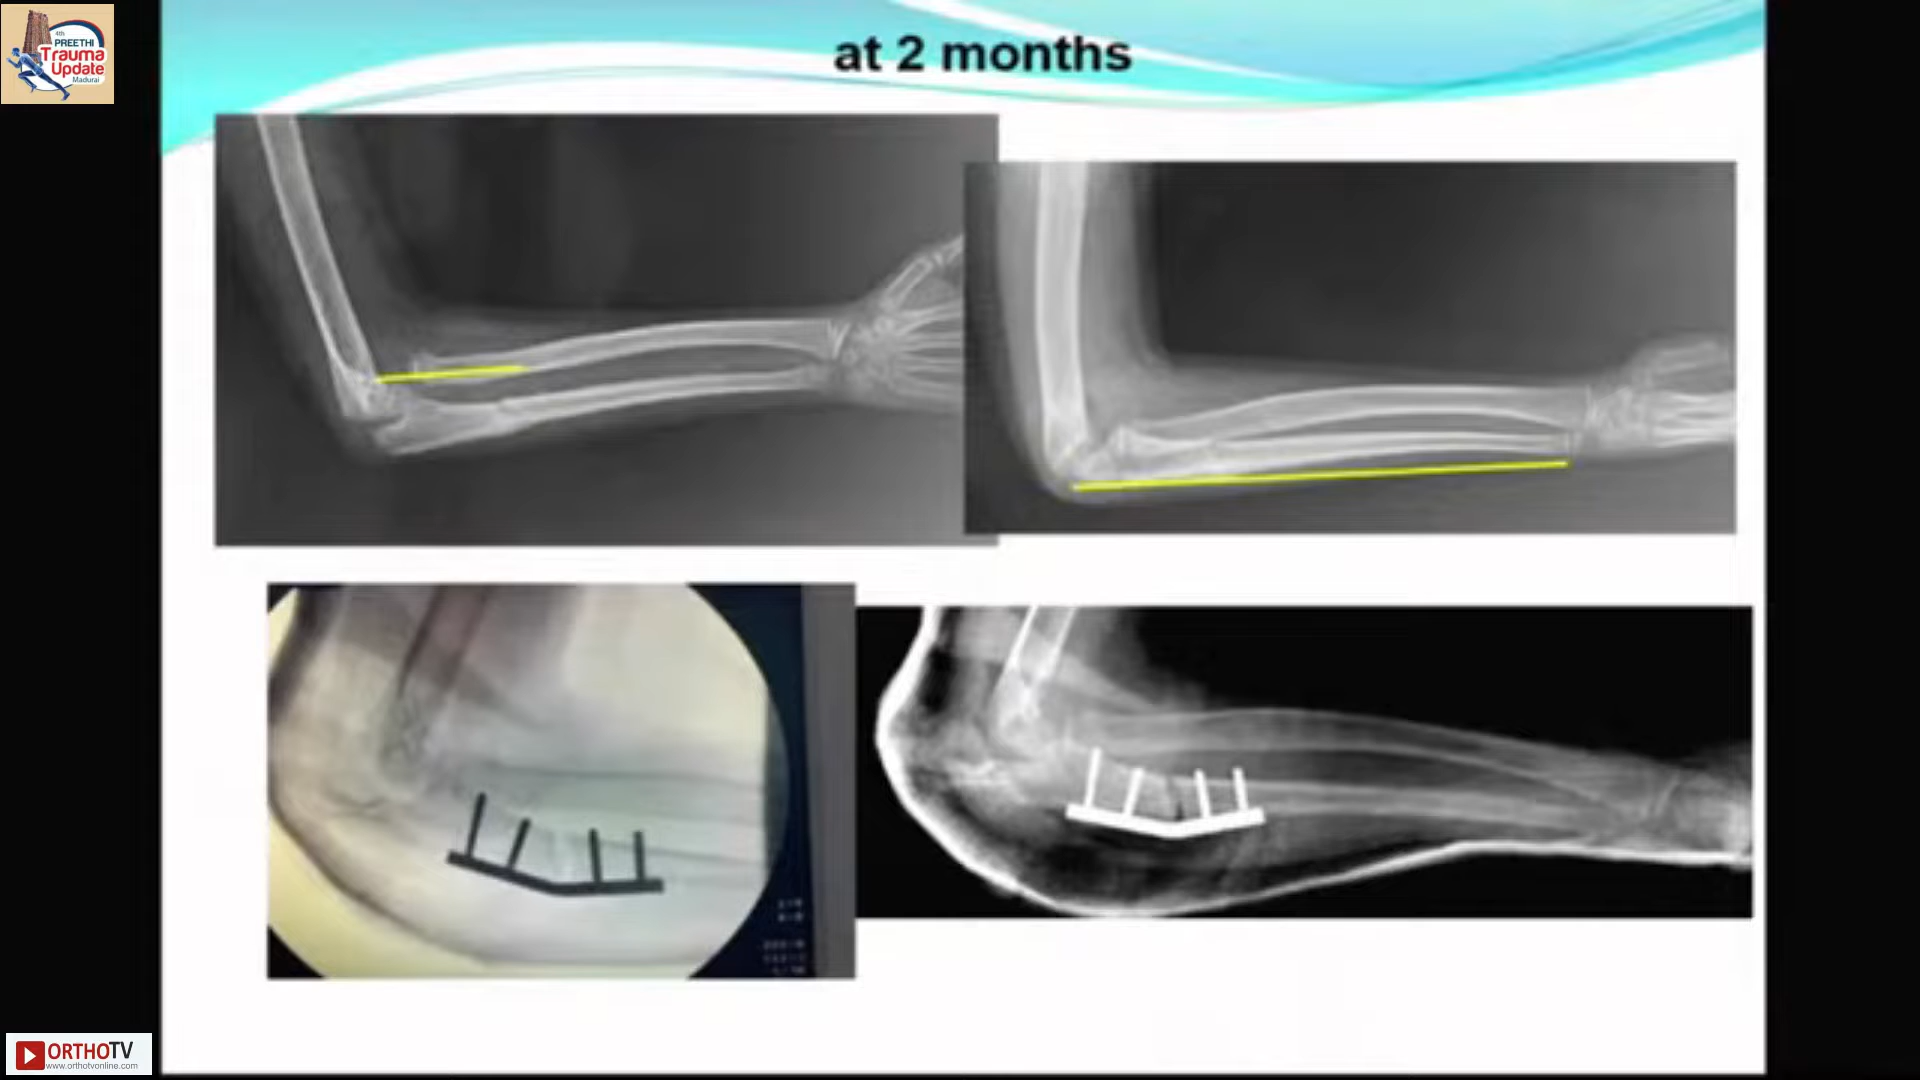 4th
PREETHI
Trauma
Update
Madurai
at 2 months
ORTHOTV
www.orthotvonline.com